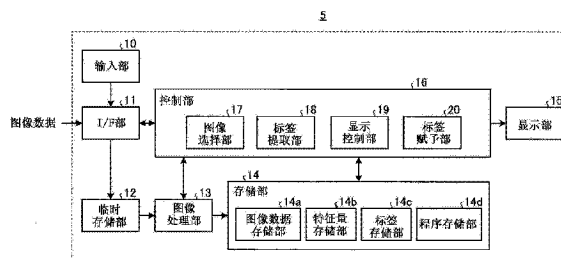 5
10
输入部
11
I/F部
图像数据
16
控制部
17
图像
选择部
18
标签
提取部
19
显示
控制部
20
标签
赋予部
15
显示部
12
临时
存储部
13
图像
处理部
14
存储部
14a
图像数据
存储部
14b
特征量
存储部
14c
标签
存储部
14d
程序存储部